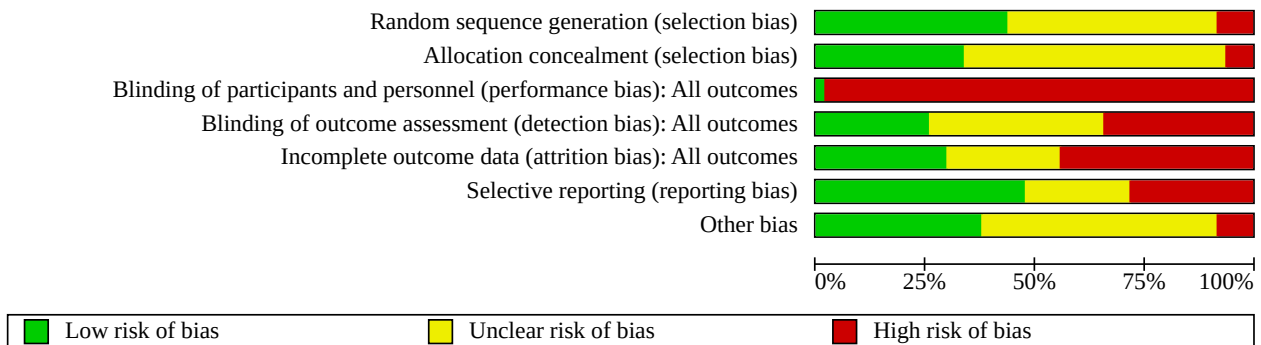 Random sequence generation (selection bias)
Allocation concealment (selection bias)
Blinding of participants and personnel (performance bias): All outcomes
Blinding of outcome assessment (detection bias): All outcomes
Incomplete outcome data (attrition bias): All outcomes
Selective reporting (reporting bias)
Other bias
0% 25% 50% 75% 100%
Low risk of bias Unclear risk of bias High risk of bias